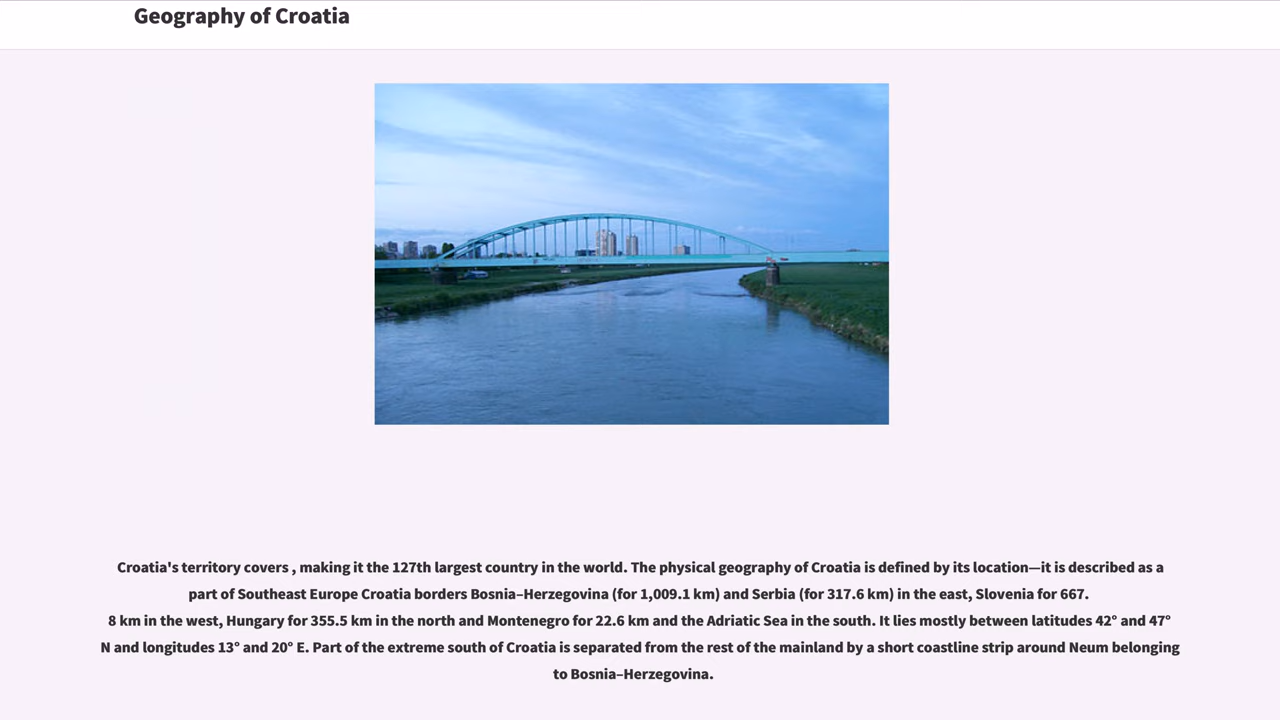 Geography of Croatia
Croatia's territory covers , making it the 127th largest country in the world. The physical geography of Croatia is defined by its location—it is described as a
part of Southeast Europe Croatia borders Bosnia–Herzegovina (for 1,009.1 km) and Serbia (for 317.6 km) in the east, Slovenia for 667.
8 km in the west, Hungary for 355.5 km in the north and Montenegro for 22.6 km and the Adriatic Sea in the south. It lies mostly between latitudes 42° and 47°
N and longitudes 13° and 20° E. Part of the extreme south of Croatia is separated from the rest of the mainland by a short coastline strip around Neum belonging
to Bosnia–Herzegovina.